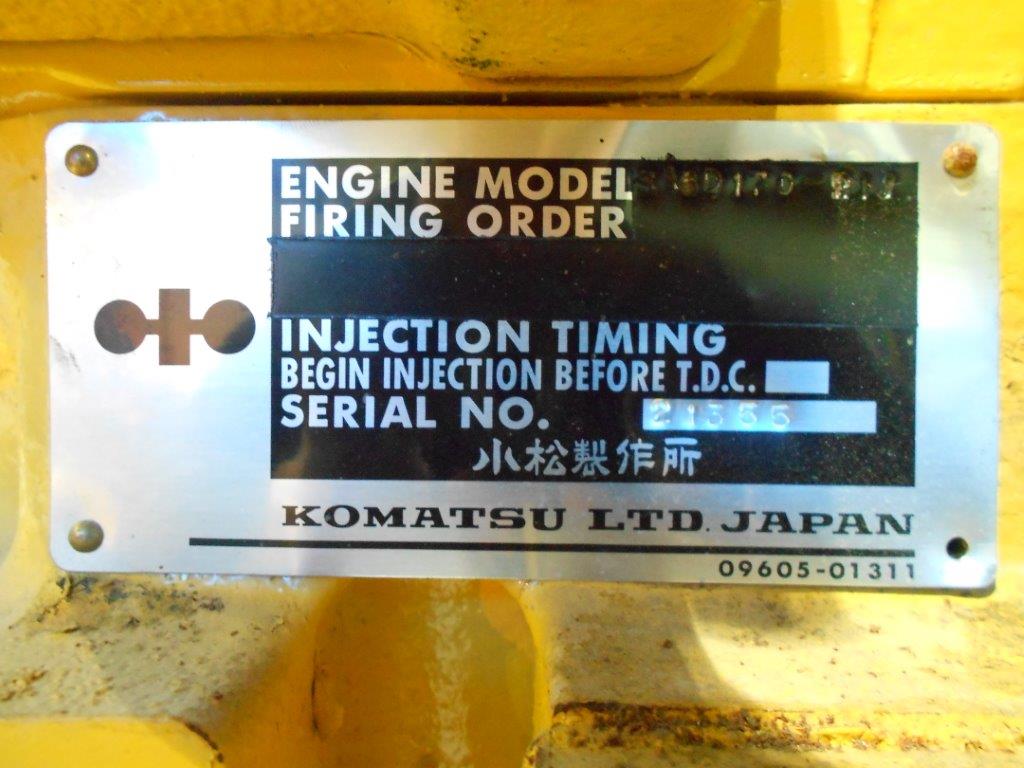 ENGINE MODEL
FIRING ORDER
INJECTION TIMING
BEGIN INJECTION BEFORE T.D.C.
SERIAL NO. 21355
小松製作所
KOMATSU LTD. JAPAN
09605-01311